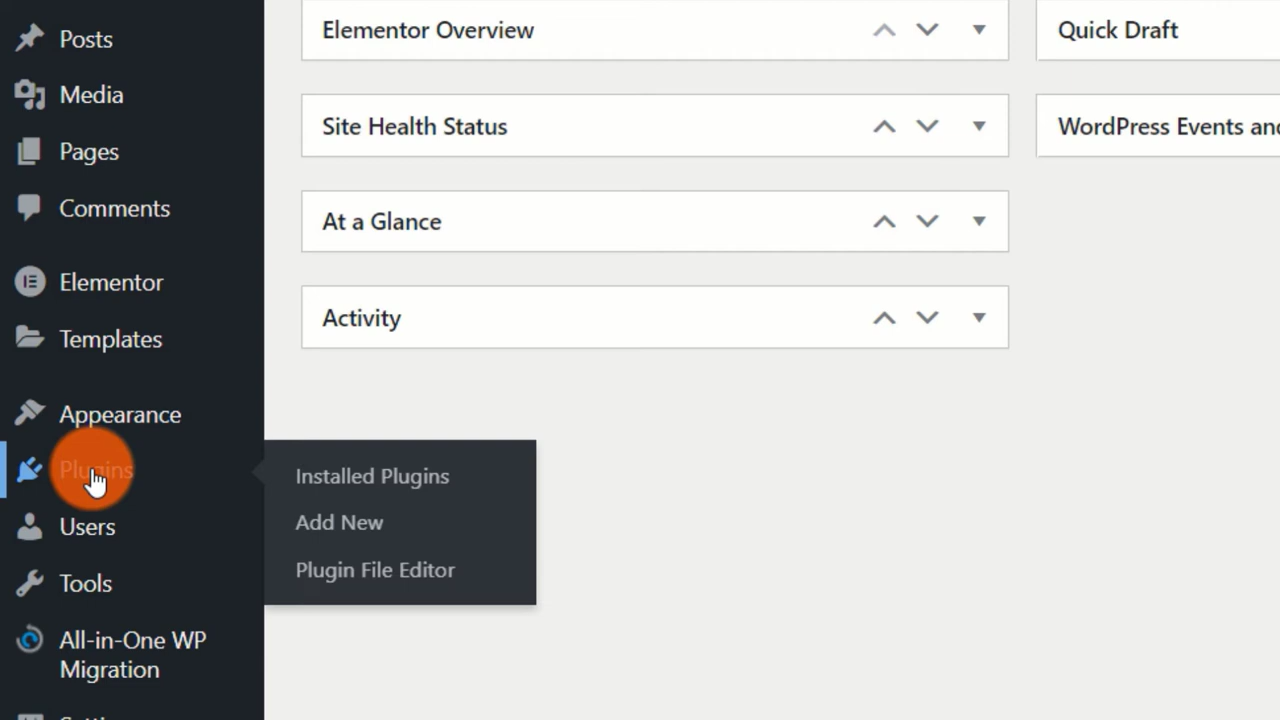 Posts
Media
Pages
Comments
Elementor
Templates
Appearance
Plugins
Users
Tools
All-in-One WP
Migration
Elementor Overview
Site Health Status
At a Glance
Activity
Quick Draft
WordPress Events and
Installed Plugins
Add New
Plugin File Editor